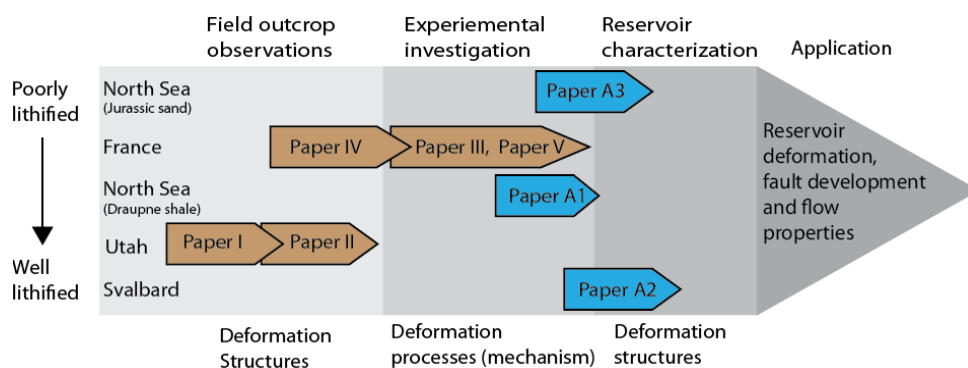 Field outcrop
observations
Experiemental
investigation
Reservoir
characterization
Application
Poorly
lithified
Well
lithified
North Sea
(Jurassic sand)
Paper A3
France
Paper IV
Paper III, Paper V
North Sea
(Draupne shale)
Paper A1
Utah
Paper I
Paper II
Svalbard
Paper A2
Reservoir
deformation,
fault development
and flow
properties
Deformation
Structures
Deformation
processes (mechanism)
Deformation
structures